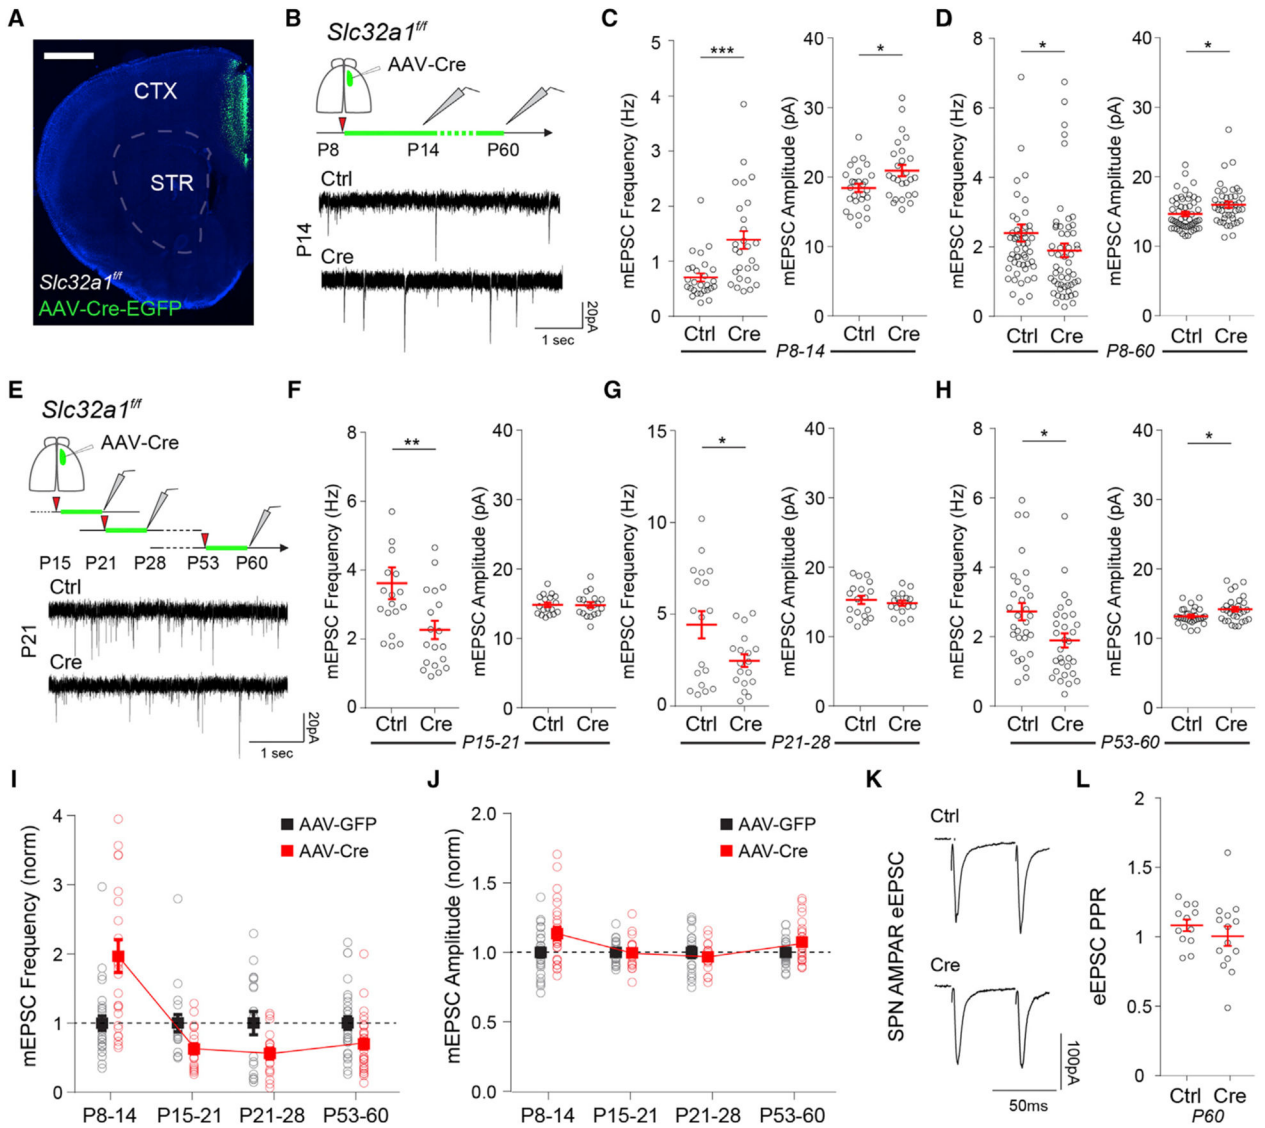 A
CTX
STR
Slc32a1f/f
AAV-Cre-EGFP
B
Slc32a1f/f
AAV-Cre
P8 P14 P60
Ctrl
P14
Cre
20pA
1 sec
C
***
*
mEPSC Frequency (Hz)
5
4
3
2
1
0
Ctrl Cre
mEPSC Amplitude (pA)
40
30
20
10
0
Ctrl Cre
P8-14
D
*
*
mEPSC Frequency (Hz)
8
6
4
2
0
Ctrl Cre
mEPSC Amplitude (pA)
40
30
20
10
0
Ctrl Cre
P8-60
E
Slc32a1f/f
AAV-Cre
P15 P21 P28 P53 P60
Ctrl
P21
Cre
20pA
1 sec
F
**
mEPSC Frequency (Hz)
8
6
4
2
0
Ctrl Cre
mEPSC Amplitude (pA)
40
30
20
10
0
Ctrl Cre
P15-21
G
*
mEPSC Frequency (Hz)
15
10
5
0
Ctrl Cre
mEPSC Amplitude (pA)
40
30
20
10
0
Ctrl Cre
P21-28
H
*
*
mEPSC Frequency (Hz)
8
6
4
2
0
Ctrl Cre
mEPSC Amplitude (pA)
40
30
20
10
0
Ctrl Cre
P53-60
I
mEPSC Frequency (norm)
4
3
2
1
0
AAV-GFP
AAV-Cre
P8-14 P15-21 P21-28 P53-60
J
mEPSC Amplitude (norm)
2.0
1.5
1.0
0.5
0.0
AAV-GFP
AAV-Cre
P8-14 P15-21 P21-28 P53-60
K
SPN AMPAR eEPSC
Ctrl
Cre
100pA
50ms
L
eEPSC PPR
2
1.5
1
0.5
0
Ctrl Cre
P60